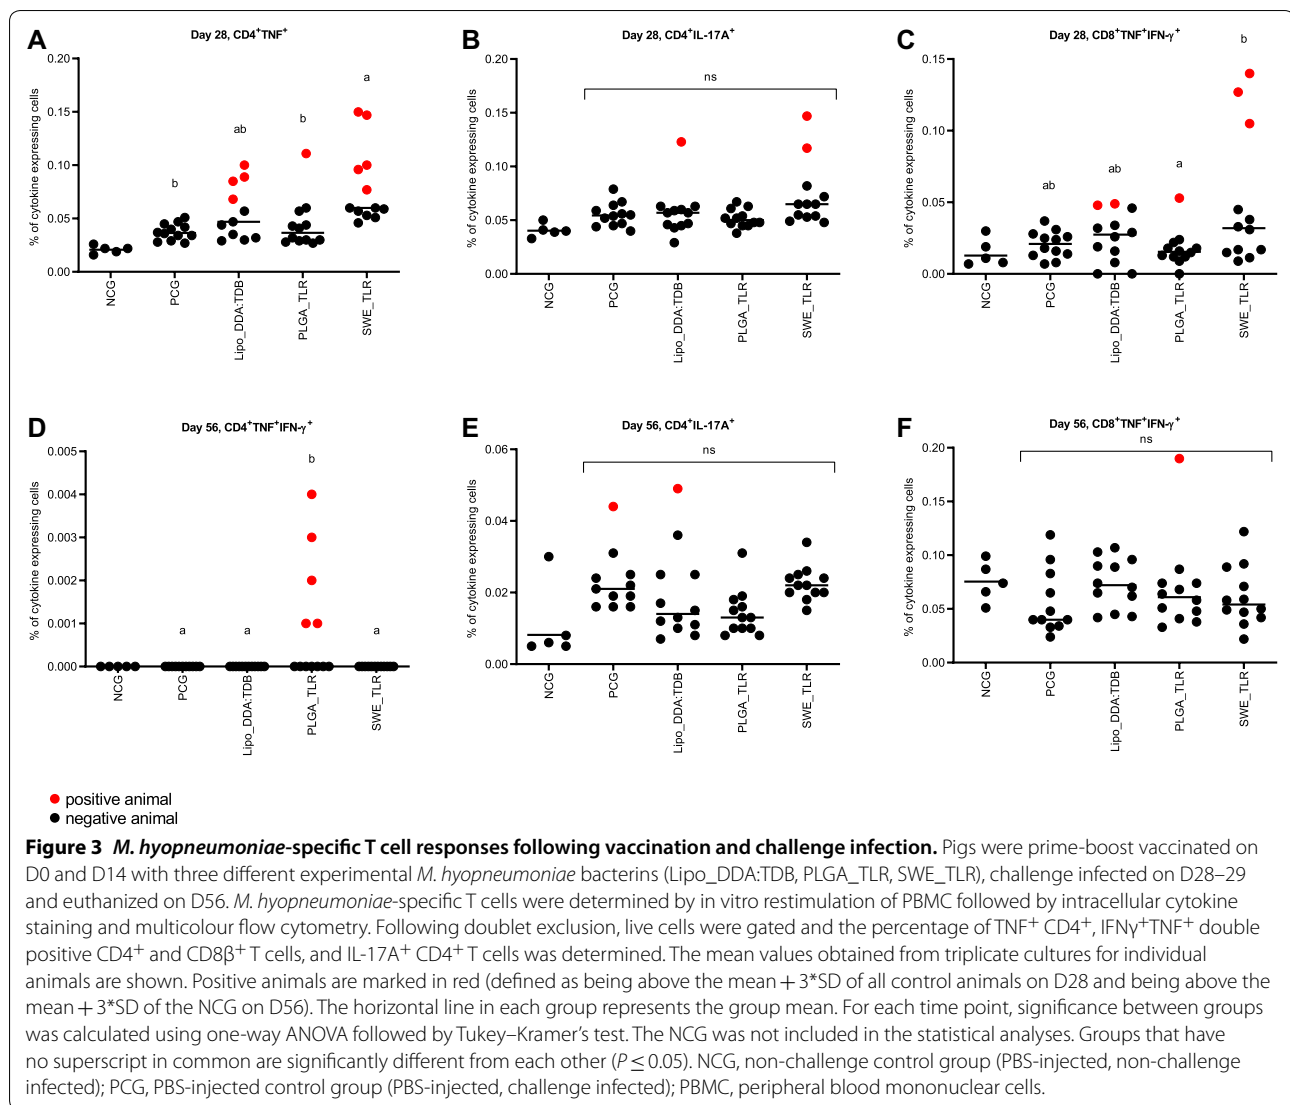 A
Day 28, CD4+TNF+
% of cytokine expressing cells
0.20
0.15
0.10
0.05
0.00
b
ab
b
a
NCG
PCG
Lipo_DDA:TDB
PLGA_TLR
SWE_TLR
B
Day 28, CD4+IL-17A+
% of cytokine expressing cells
0.20
0.15
0.10
0.05
0.00
ns
NCG
PCG
Lipo_DDA:TDB
PLGA_TLR
SWE_TLR
C
Day 28, CD8+TNF+IFN-γ+
% of cytokine expressing cells
0.15
0.10
0.05
0.00
ab
ab
a
b
NCG
PCG
Lipo_DDA:TDB
PLGA_TLR
SWE_TLR
D
Day 56, CD4+TNF+IFN-γ+
% of cytokine expressing cells
0.005
0.004
0.003
0.002
0.001
0.000
a
a
b
a
NCG
PCG
Lipo_DDA:TDB
PLGA_TLR
SWE_TLR
E
Day 56, CD4+IL-17A+
% of cytokine expressing cells
0.06
0.04
0.02
0.00
ns
NCG
PCG
Lipo_DDA:TDB
PLGA_TLR
SWE_TLR
F
Day 56, CD8+TNF+IFN-γ+
% of cytokine expressing cells
0.20
0.15
0.10
0.05
0.00
ns
NCG
PCG
Lipo_DDA:TDB
PLGA_TLR
SWE_TLR
positive animal
negative animal
Figure 3 M. hyopneumoniae-specific T cell responses following vaccination and challenge infection. Pigs were prime-boost vaccinated on
D0 and D14 with three different experimental M. hyopneumoniae bacterins (Lipo_DDA:TDB, PLGA_TLR, SWE_TLR), challenge infected on D28–29
and euthanized on D56. M. hyopneumoniae-specific T cells were determined by in vitro restimulation of PBMC followed by intracellular cytokine
staining and multicolour flow cytometry. Following doublet exclusion, live cells were gated and the percentage of TNF+ CD4+, IFNγ+TNF+ double
positive CD4+ and CD8β+ T cells, and IL-17A+ CD4+ T cells was determined. The mean values obtained from triplicate cultures for individual
animals are shown. Positive animals are marked in red (defined as being above the mean + 3*SD of all control animals on D28 and being above the
mean + 3*SD of the NCG on D56). The horizontal line in each group represents the group mean. For each time point, significance between groups
was calculated using one-way ANOVA followed by Tukey–Kramer's test. The NCG was not included in the statistical analyses. Groups that have
no superscript in common are significantly different from each other (P ≤ 0.05). NCG, non-challenge control group (PBS-injected, non-challenge
infected); PCG, PBS-injected control group (PBS-injected, challenge infected); PBMC, peripheral blood mononuclear cells.